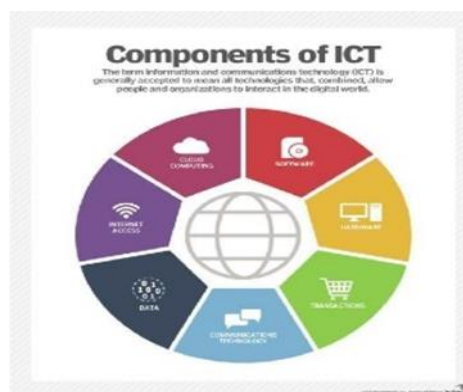 Components of ICT
The term information and communications technology (ICT) is
generally accepted to mean all technologies that, combined, allow
people and organizations to interact in the digital world.
CLOUD
COMPUTING
SOFTWARE
INTERNET
ACCESS
HARDWARE
DATA
TRANSACTIONS
COMMUNICATIONS
TECHNOLOGY